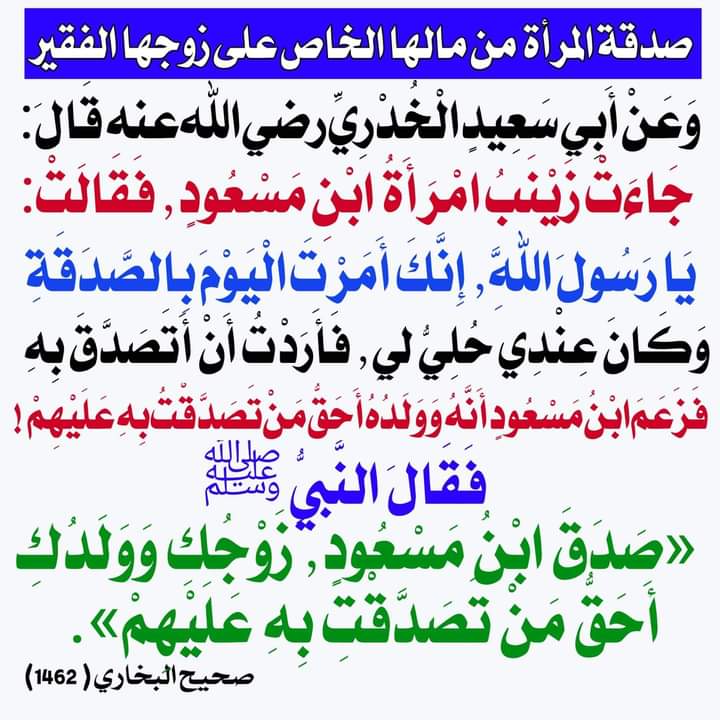 صدقة المرأة من مالها الخاص على زوجها الفقير
وَعَنْ أَبِي سَعِيدٍ الْخُدْرِيِّ رضي الله عنه قَالَ:
جَاءَتْ زَيْنَبُ امْرَأَةُ ابْنِ مَسْعُودٍ, فَقَالَتْ:
يَا رَسُولَ اللَّهِ, إِنَّكَ أَمَرْتَ الْيَوْمَ بِالصَّدَقَةِ
وَكَانَ عِنْدِي حُلِيٌّ لِي, فَأَرَدْتُ أَنْ أَتَصَدَّقَ بِهِ
فَزَعَمَ ابْنُ مَسْعُودٍ أَنَّهُ وَوَلَدُهُ أَحَقُّ مَنْ تَصَدَّقْتُ بِهِ عَلَيْهِمْ !
فَقَالَ النَّبِيُّ ﷺ
«صَدَقَ ابْنُ مَسْعُودٍ, زَوْجُكِ وَوَلَدُكِ
أَحَقُّ مَنْ تَصَدَّقْتِ بِهِ عَلَيْهِمْ».
صحيح البخاري ( 1462)